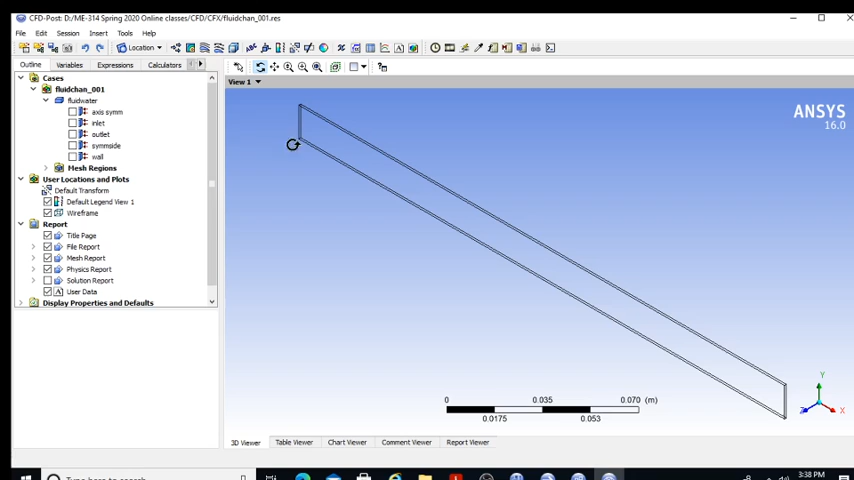 CFD-Post: D:/ME-314 Spring 2020 Online classes/CFD/CFX/fluidchan_001.res
File Edit Session Insert Tools Help
Location
Outline Variables Expressions Calculators
View 1
Cases
fluidchan_001
fluidwater
axis symm
inlet
outlet
symmside
wall
Mesh Regions
User Locations and Plots
Default Transform
Default Legend View 1
Wireframe
Report
Title Page
File Report
Mesh Report
Physics Report
Solution Report
A User Data
Display Properties and Defaults
ANSYS
16.0
0 0.035 0.070 (m)
0.0175 0.053
Y
Z X
3D Viewer Table Viewer Chart Viewer Comment Viewer Report Viewer
Type here to search
3:38 PM